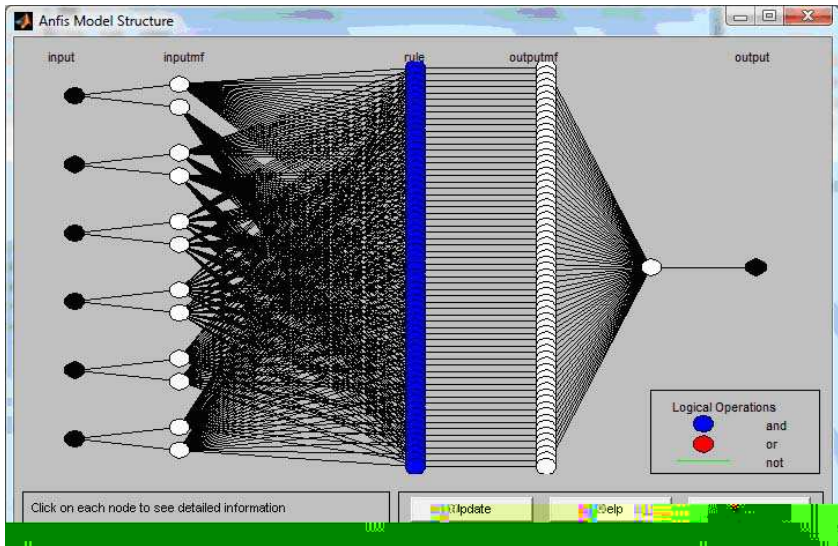 Anfis Model Structure
input inputmf rule outputmf output
Logical Operations
and
or
not
Click on each node to see detailed information
Update